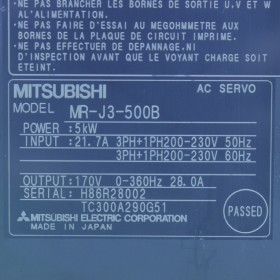 •NE PAS BRANCHER LES BORNES DE SORTIE U,V et W
AL'ALIMENTATION.
•NE PAS FAIRE D'ESSAI AU MEGOHMMETRE AUX
BORNES DE LA PLAQUE DE CIRCUIT IMPRIME.
•NE PAS EFFECTUER DE DEPANNAGE,NI
D'INSPECTION AVANT QUE LE VOYANT CHARGE SOIT
ETEINT.
MITSUBISHI AC SERVO
MODEL MR-J3-500B
POWER :5kW
INPUT :21.7A 3PH+1PH200-230V 50Hz
3PH+1PH200-230V 60Hz
OUTPUT:170V 0-360Hz 28.0A
SERIAL:H86R28002
TC300A290G51
MITSUBISHI ELECTRIC CORPORATION
MADE IN JAPAN
PASSED